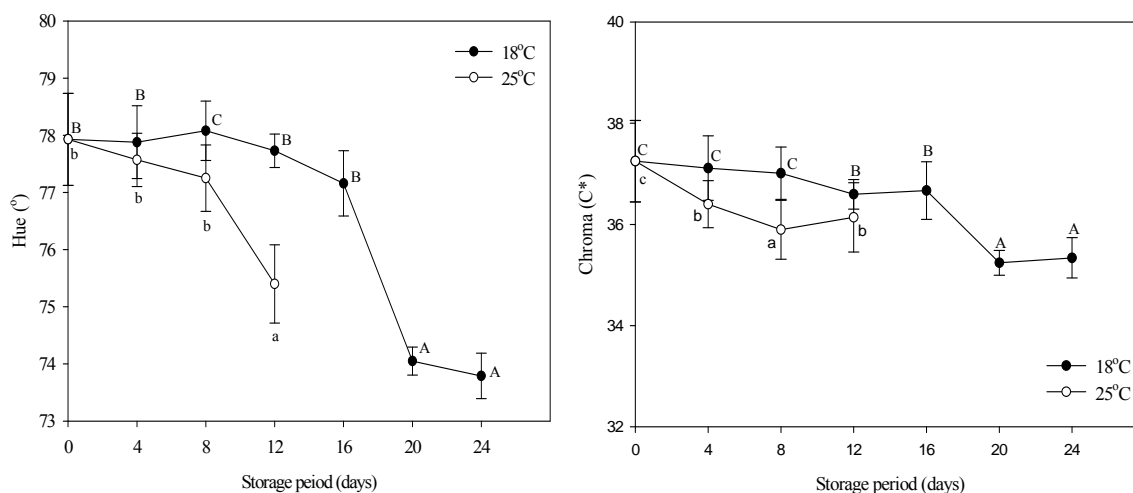 80
79
78
77
76
75
74
73
Hue (°)
18°C
25°C
B
b
B
b
C
b
B
a
B
A
A
0 4 8 12 16 20 24
Storage peiod (days)
40
38
36
34
32
Chroma (C*)
C
c
C
b
C
a
B
b
B
A
A
18°C
25°C
0 4 8 12 16 20 24
Storage period (days)